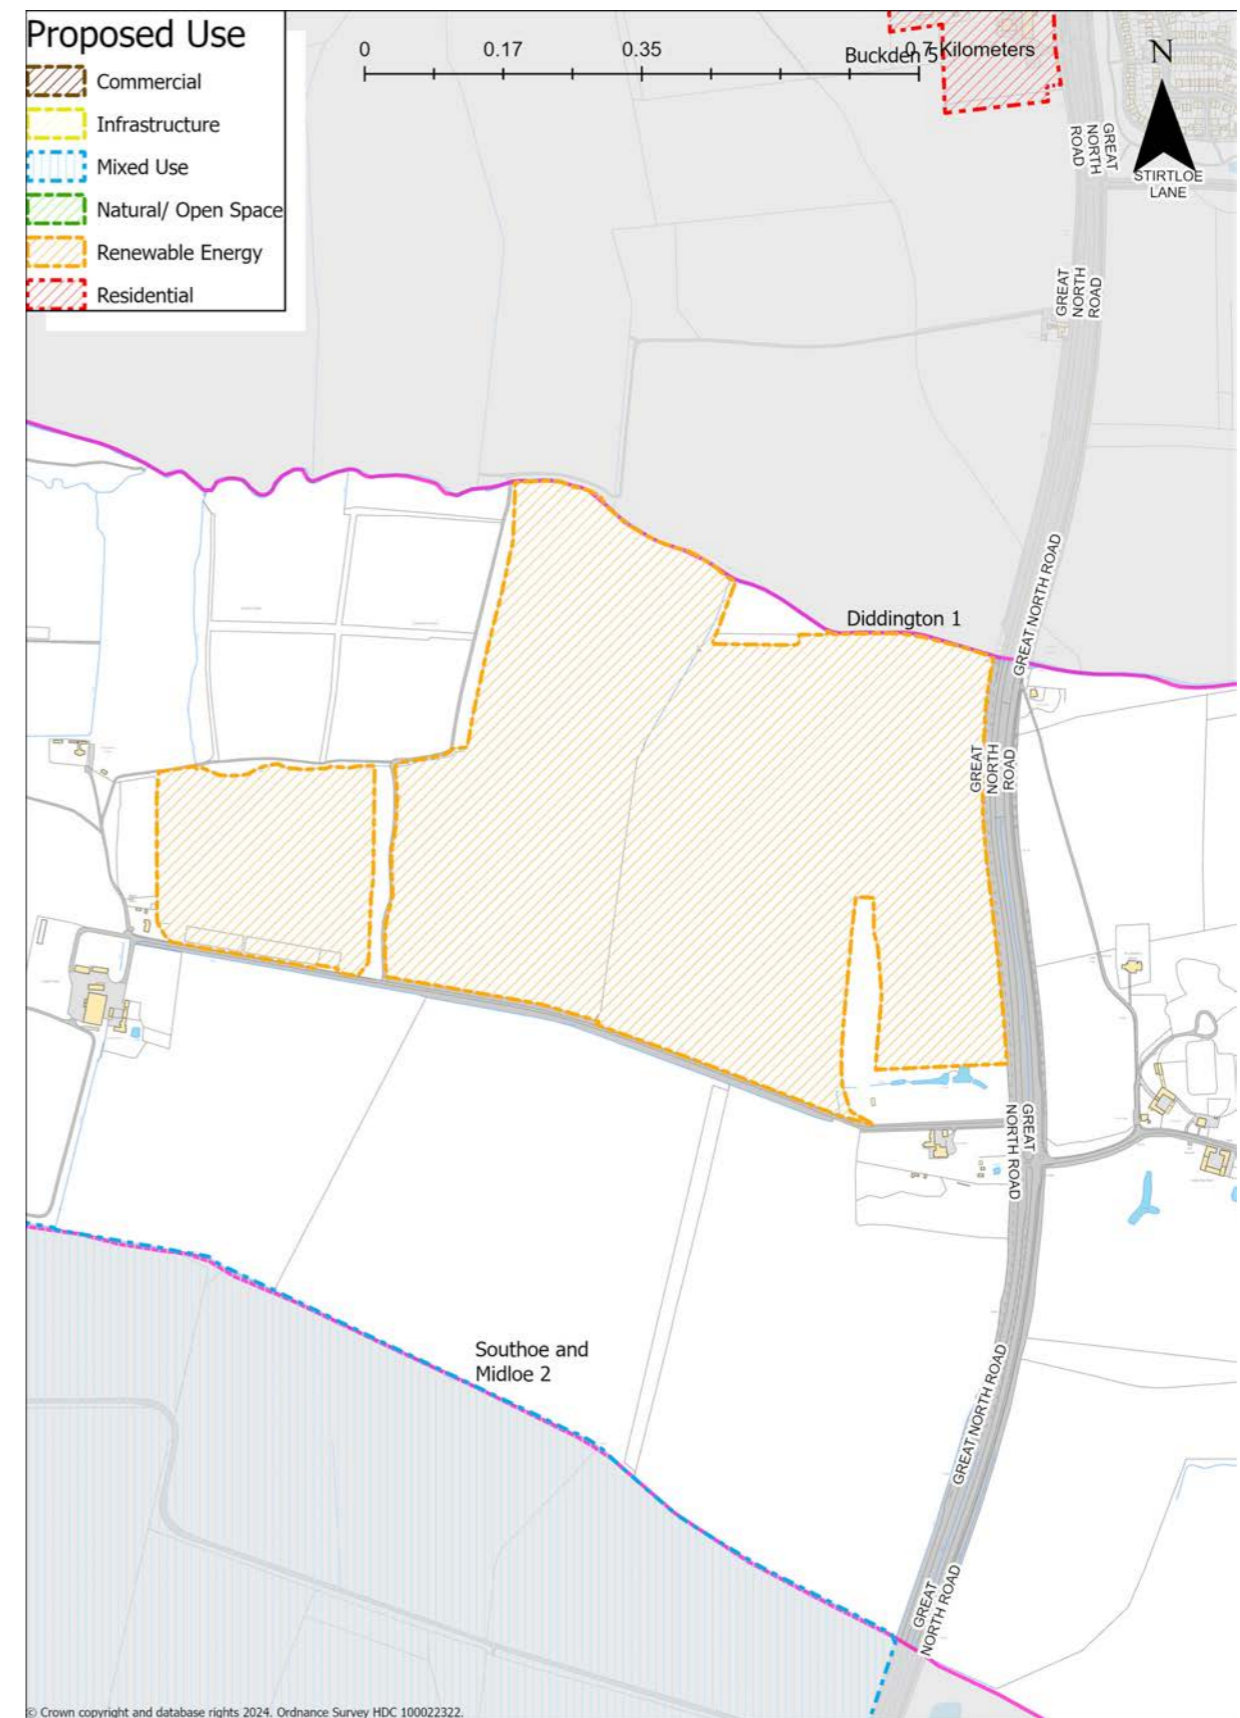 Proposed Use
Commercial
Infrastructure
Mixed Use
Natural/ Open Space
Renewable Energy
Residential
0 0.17 0.35 0.7 Kilometers
Buckden 5
N
GREAT
NORTH
ROAD
GREAT
NORTH
ROAD
STIRTLOE
LANE
GREAT
NORTH
ROAD
GREAT NORTH ROAD
Diddington 1
GREAT
NORTH
ROAD
GREAT
NORTH ROAD
Southoe and
Midloe 2
GREAT NORTH ROAD
GREAT
NORTH ROAD
© Crown copyright and database rights 2024. Ordnance Survey HDC 100022322.